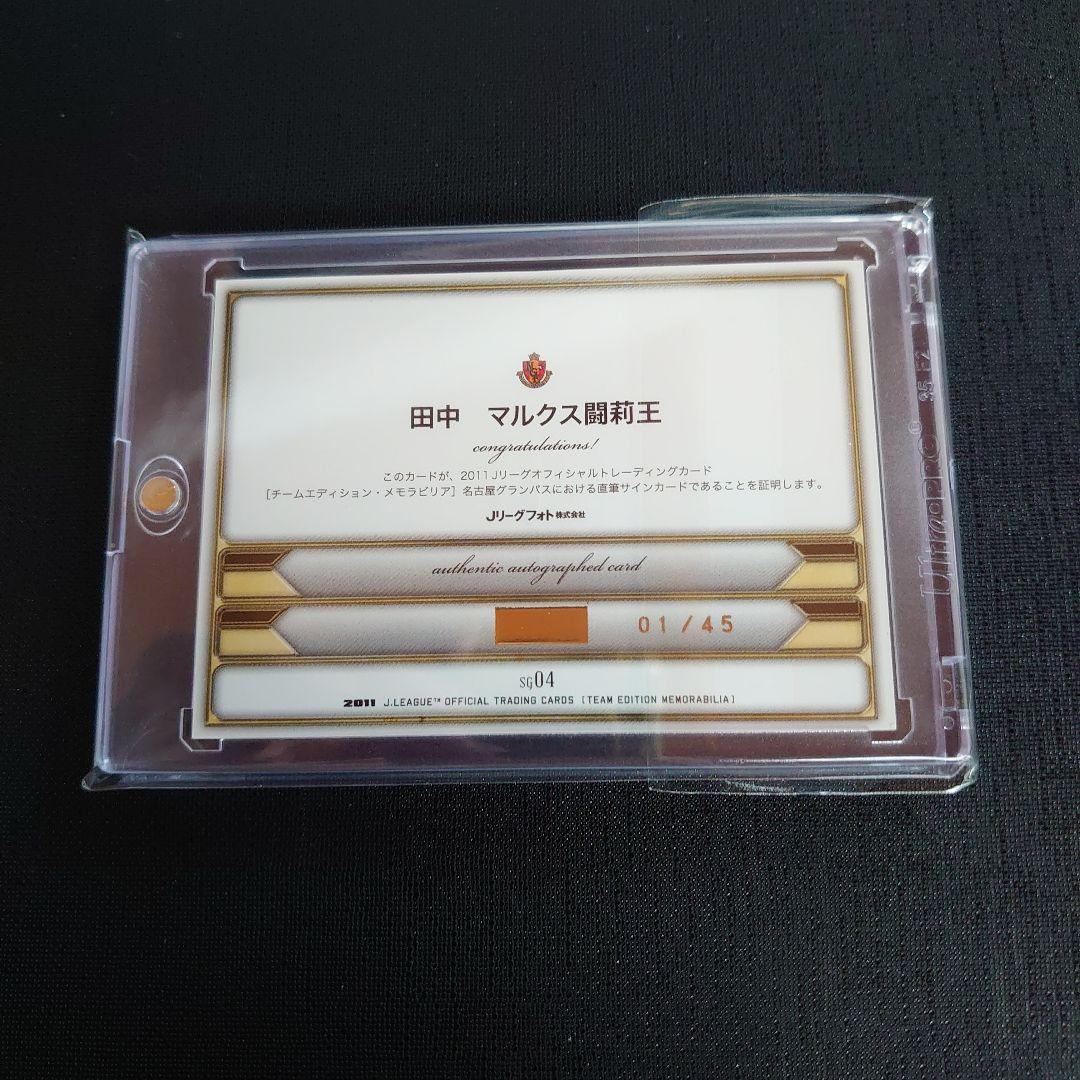 田中 マルクス闘莉王
congratulations!
このカードが、2011 Jリーグオフィシャルトレーディングカード
［チームエディション・メモラビリア］名古屋グランパスにおける直筆サインカードであることを証明します。
Jリーグフォト株式会社
authentic autographed card
01/45
SG04
2011 J.LEAGUE™ OFFICIAL TRADING CARDS [TEAM EDITION MEMORABILIA]
Ultra PRO®